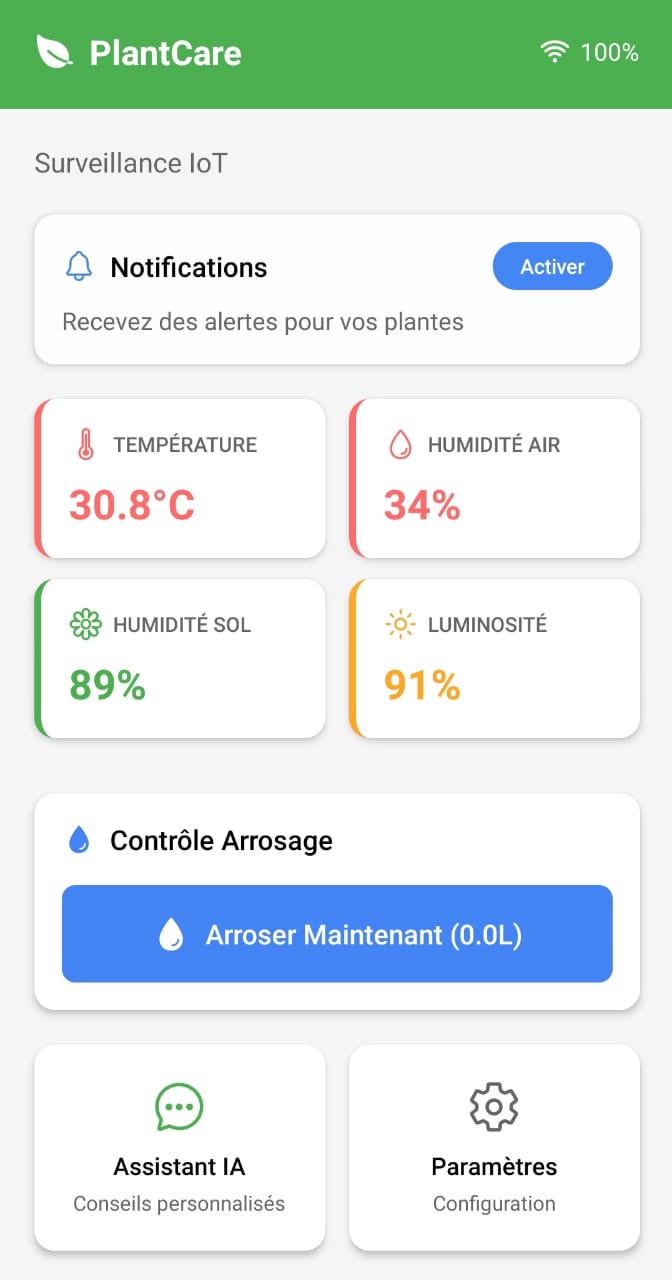 PlantCare
100%
Surveillance IoT
Notifications
Activer
Recevez des alertes pour vos plantes
TEMPÉRATURE
30.8°C
HUMIDITÉ AIR
34%
HUMIDITÉ SOL
89%
LUMINOSITÉ
91%
Contrôle Arrosage
Arroser Maintenant (0.0L)
Assistant IA
Conseils personnalisés
Paramètres
Configuration